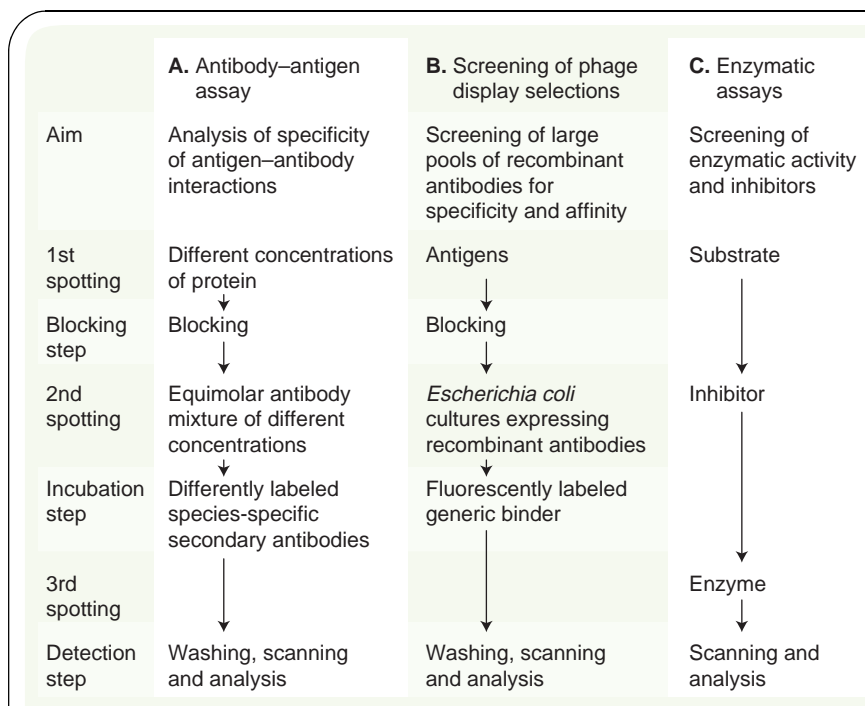 A. Antibody–antigen
assay
B. Screening of phage
display selections
C. Enzymatic
assays
Aim
Analysis of specificity
of antigen–antibody
interactions
Screening of large
pools of recombinant
antibodies for
specificity and affinity
Screening of
enzymatic activity
and inhibitors
1st
spotting
Different concentrations
of protein
Antigens
Substrate
Blocking
step
Blocking
Blocking
2nd
spotting
Equimolar antibody
mixture of different
concentrations
Escherichia coli
cultures expressing
recombinant antibodies
Inhibitor
Incubation
step
Differently labeled
species-specific
secondary antibodies
Fluorescently labeled
generic binder
3rd
spotting
Enzyme
Detection
step
Washing, scanning
and analysis
Washing, scanning
and analysis
Scanning and
analysis